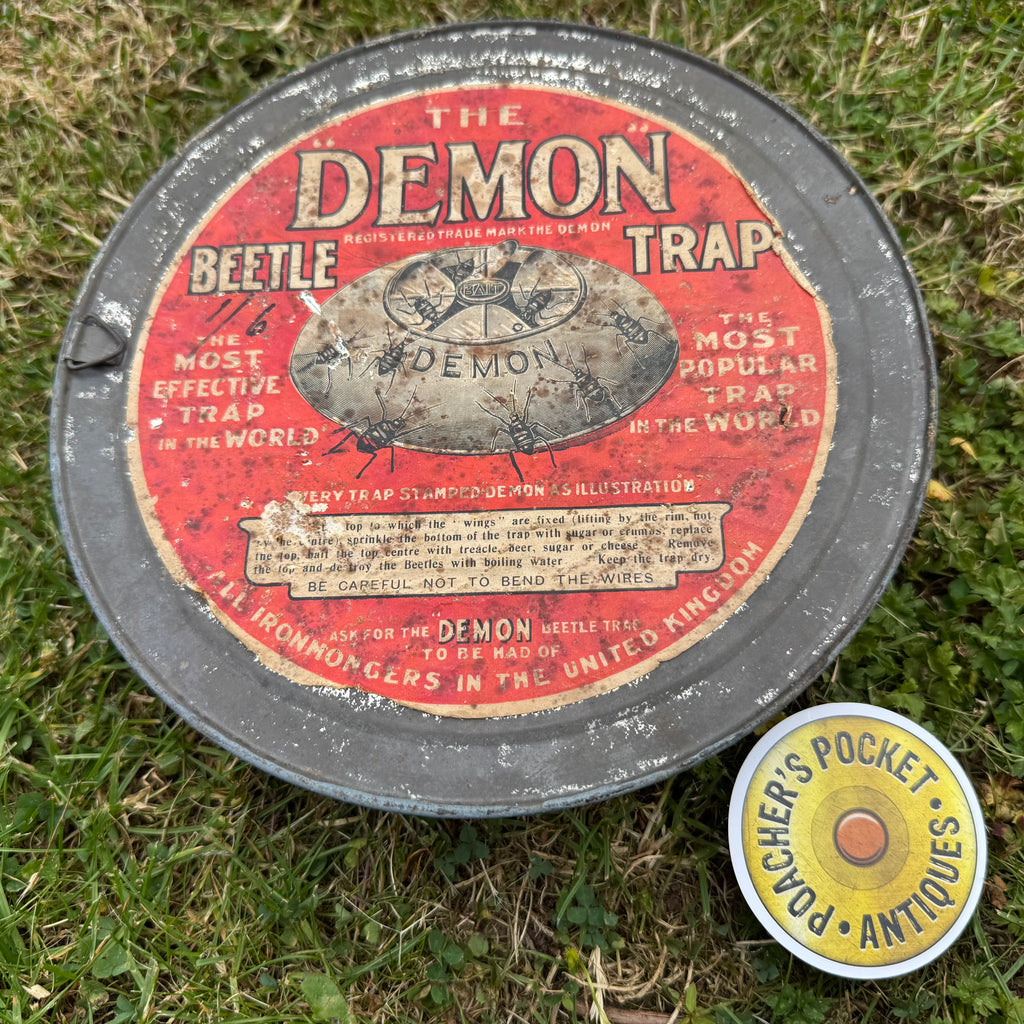 THE
"DEMON"
REGISTERED TRADE MARK THE DEMON
BEETLE TRAP
1/6
BAIT
DEMON
THE
MOST
EFFECTIVE
TRAP
IN THE WORLD
THE
MOST
POPULAR
TRAP
IN THE WORLD
EVERY TRAP STAMPED DEMON AS ILLUSTRATION
top to which the "wings" are fixed (lifting by the rim, not
by the centre) sprinkle the bottom of the trap with sugar or crumbs, replace
the top, bait the top centre with treacle, beer, sugar or cheese. Remove
the top and destroy the Beetles with boiling water. Keep the trap dry.
BE CAREFUL NOT TO BEND THE WIRES
ASK FOR THE "DEMON" BEETLE TRAP
TO BE HAD OF
ALL IRONMONGERS IN THE UNITED KINGDOM
POACHER'S POCKET • ANTIQUES •